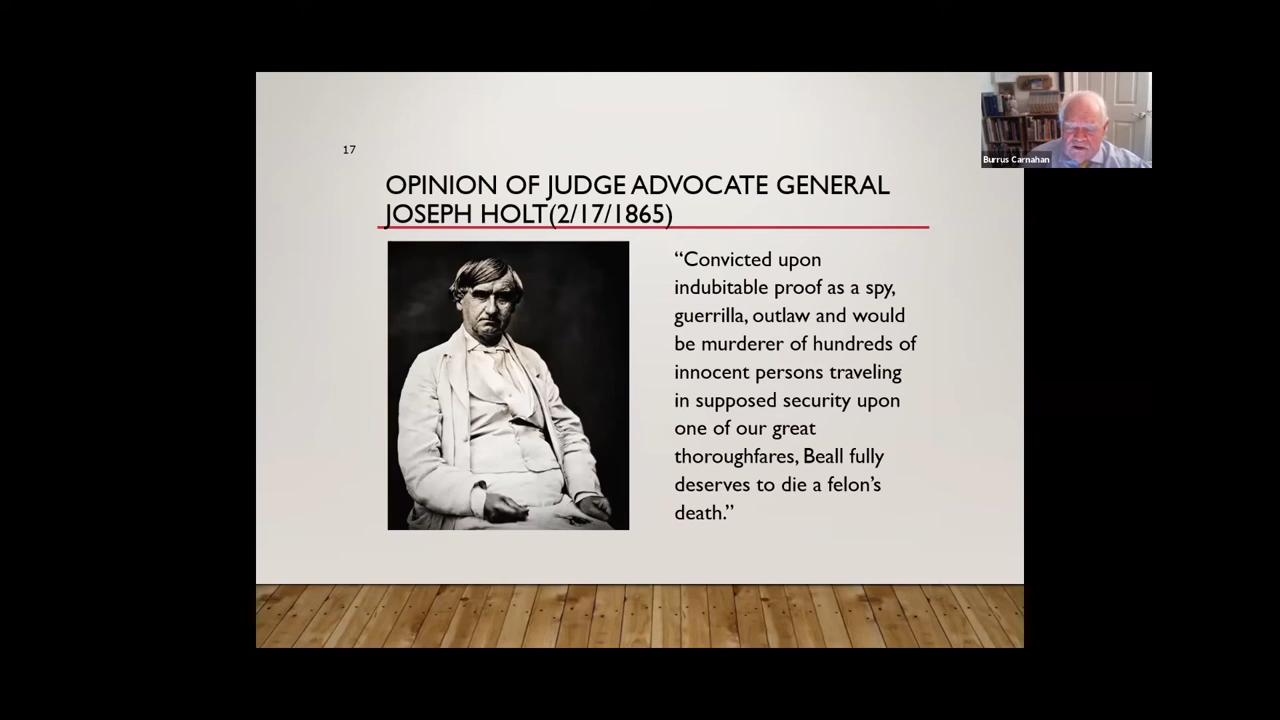 17
OPINION OF JUDGE ADVOCATE GENERAL
JOSEPH HOLT(2/17/1865)
“Convicted upon
indubitable proof as a spy,
guerrilla, outlaw and would
be murderer of hundreds of
innocent persons traveling
in supposed security upon
one of our great
thoroughfares, Beall fully
deserves to die a felon’s
death.”
Burrus Carnahan